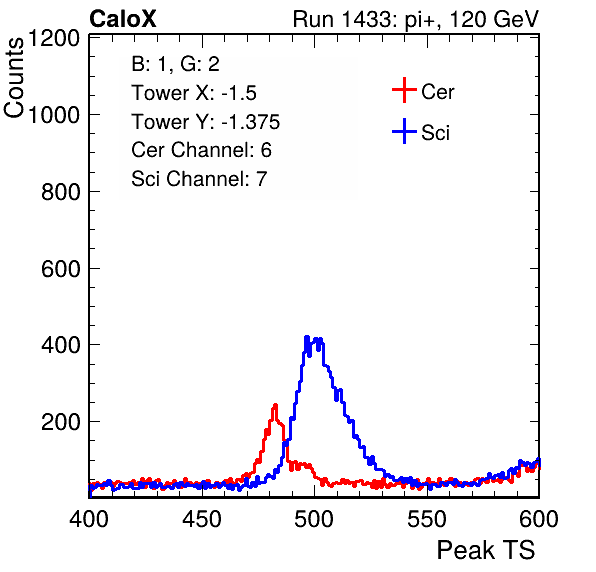 CaloX Run 1433: pi+, 120 GeV
Counts
1200
1000
800
600
400
200
B: 1, G: 2
Tower X: -1.5
Tower Y: -1.375
Cer Channel: 6
Sci Channel: 7
Cer
Sci
400 450 500 550 600
Peak TS